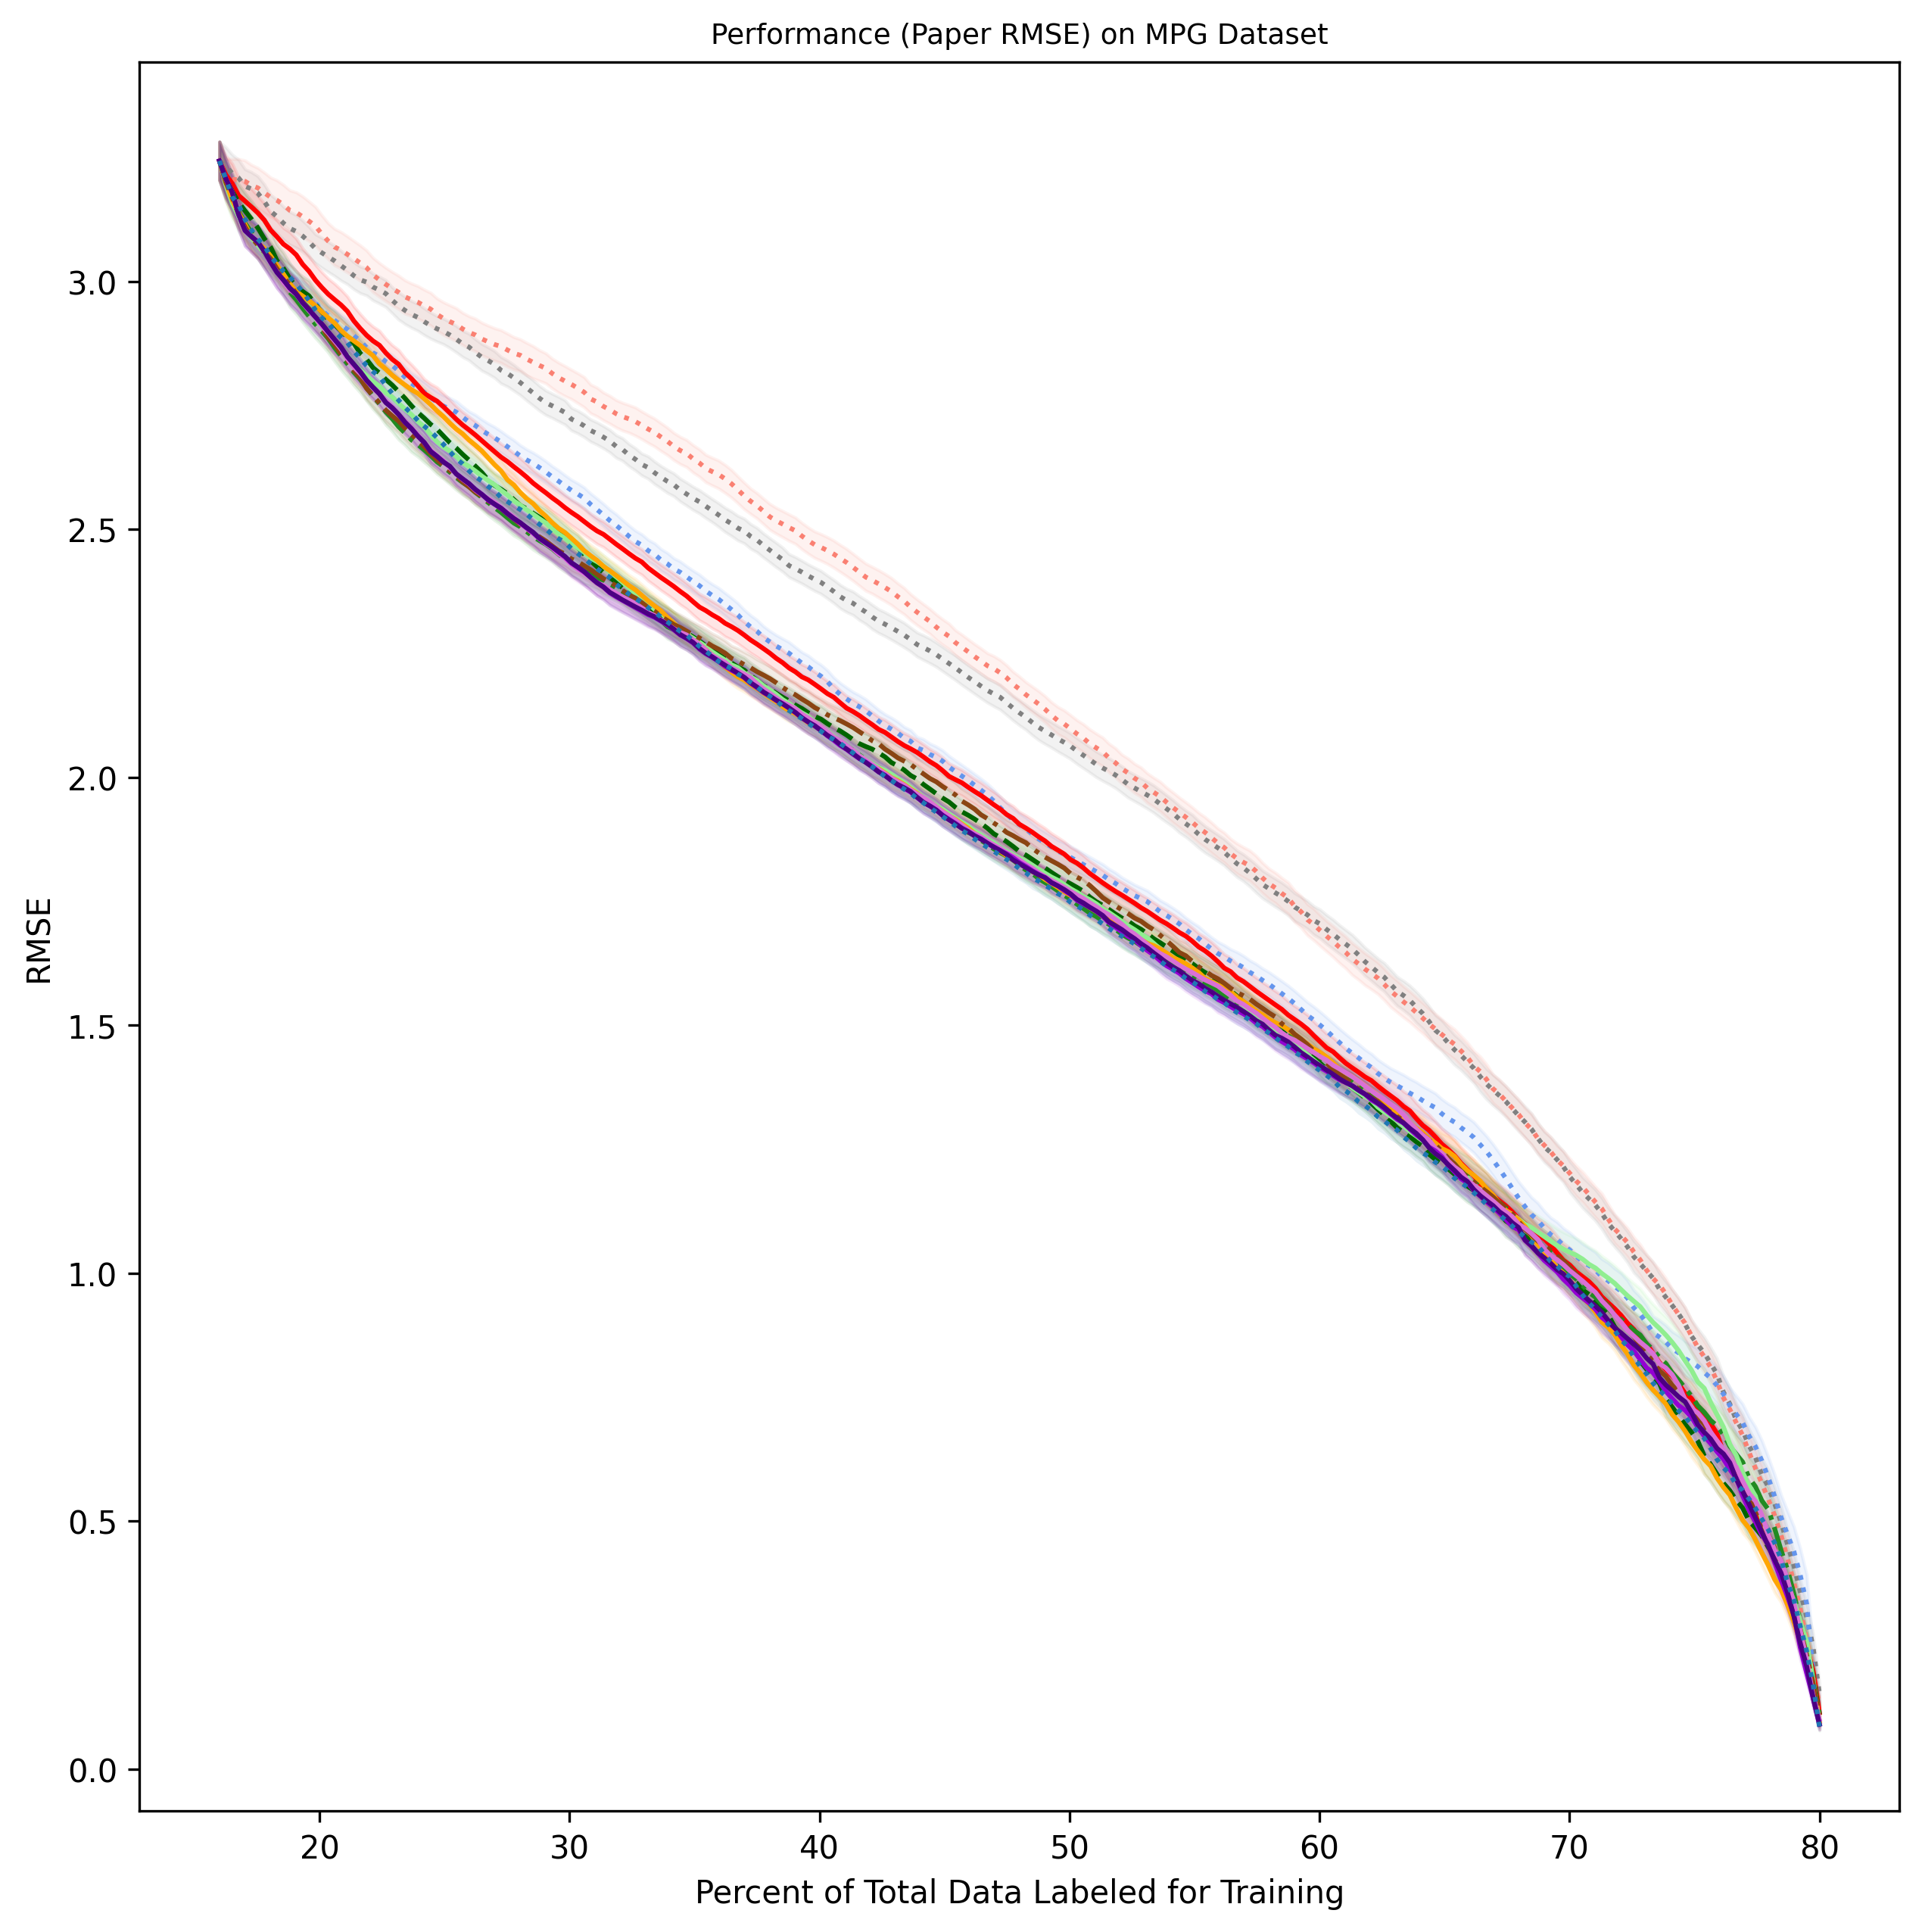 Performance (Paper RMSE) on MPG Dataset
RMSE
3.0
2.5
2.0
1.5
1.0
0.5
0.0
20 30 40 50 60 70 80
Percent of Total Data Labeled for Training